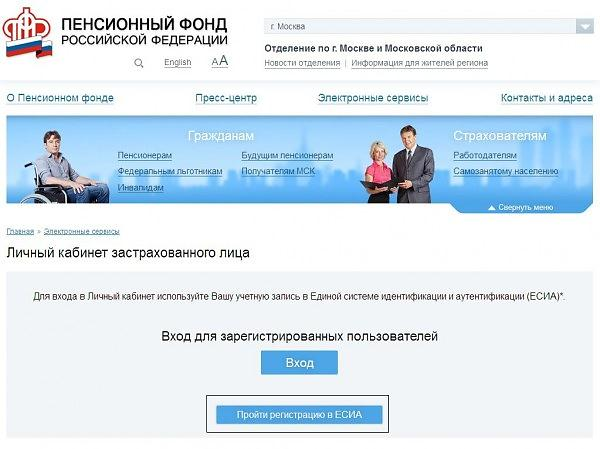 ПЕНСИОННЫЙ ФОНД
РОССИЙСКОЙ ФЕДЕРАЦИИ
English
A A
г. Москва
Отделение по г. Москве и Московской области
Новости отделения | Информация для жителей региона
О Пенсионном фонде Пресс-центр Электронные сервисы Контакты и адреса
Гражданам
Пенсионерам Будущим пенсионерам
Федеральным льготникам Получателям МСК
Инвалидам
Страхователям
Работодателям
Самозанятому населению
Свернуть меню
Главная » Электронные сервисы
Личный кабинет застрахованного лица
Для входа в Личный кабинет используйте Вашу учетную запись в Единой системе идентификации и аутентификации (ЕСИА)*.
Вход для зарегистрированных пользователей
Вход
Пройти регистрацию в ЕСИА